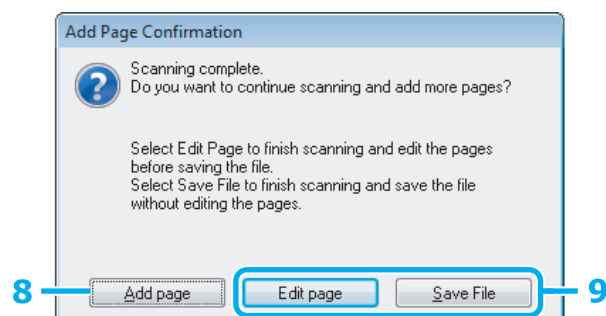 Add Page Confirmation
Scanning complete.
Do you want to continue scanning and add more pages?
Select Edit Page to finish scanning and edit the pages
before saving the file.
Select Save File to finish scanning and save the file
without editing the pages.
8 Add page Edit page Save File 9